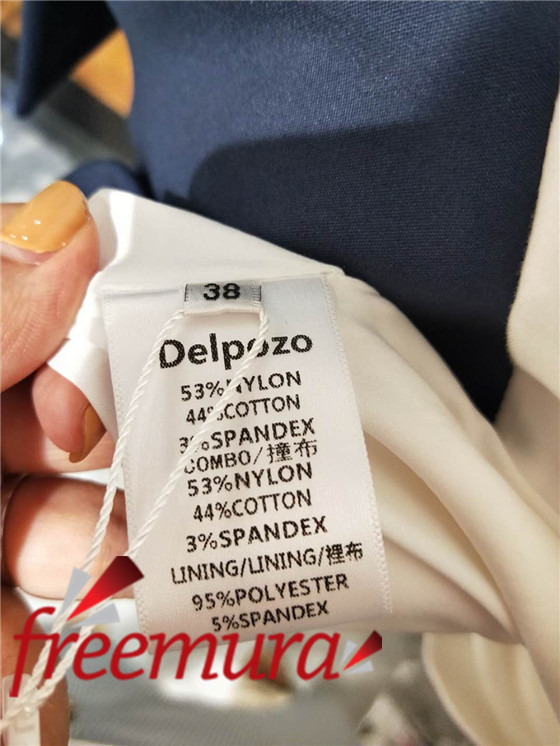 38
Delpozo
53%NYLON
44%COTTON
3%SPANDEX
COMBO/撞布
53%NYLON
44%COTTON
3%SPANDEX
LINING/LINING/裡布
95%POLYESTER
5%SPANDEX
freemura